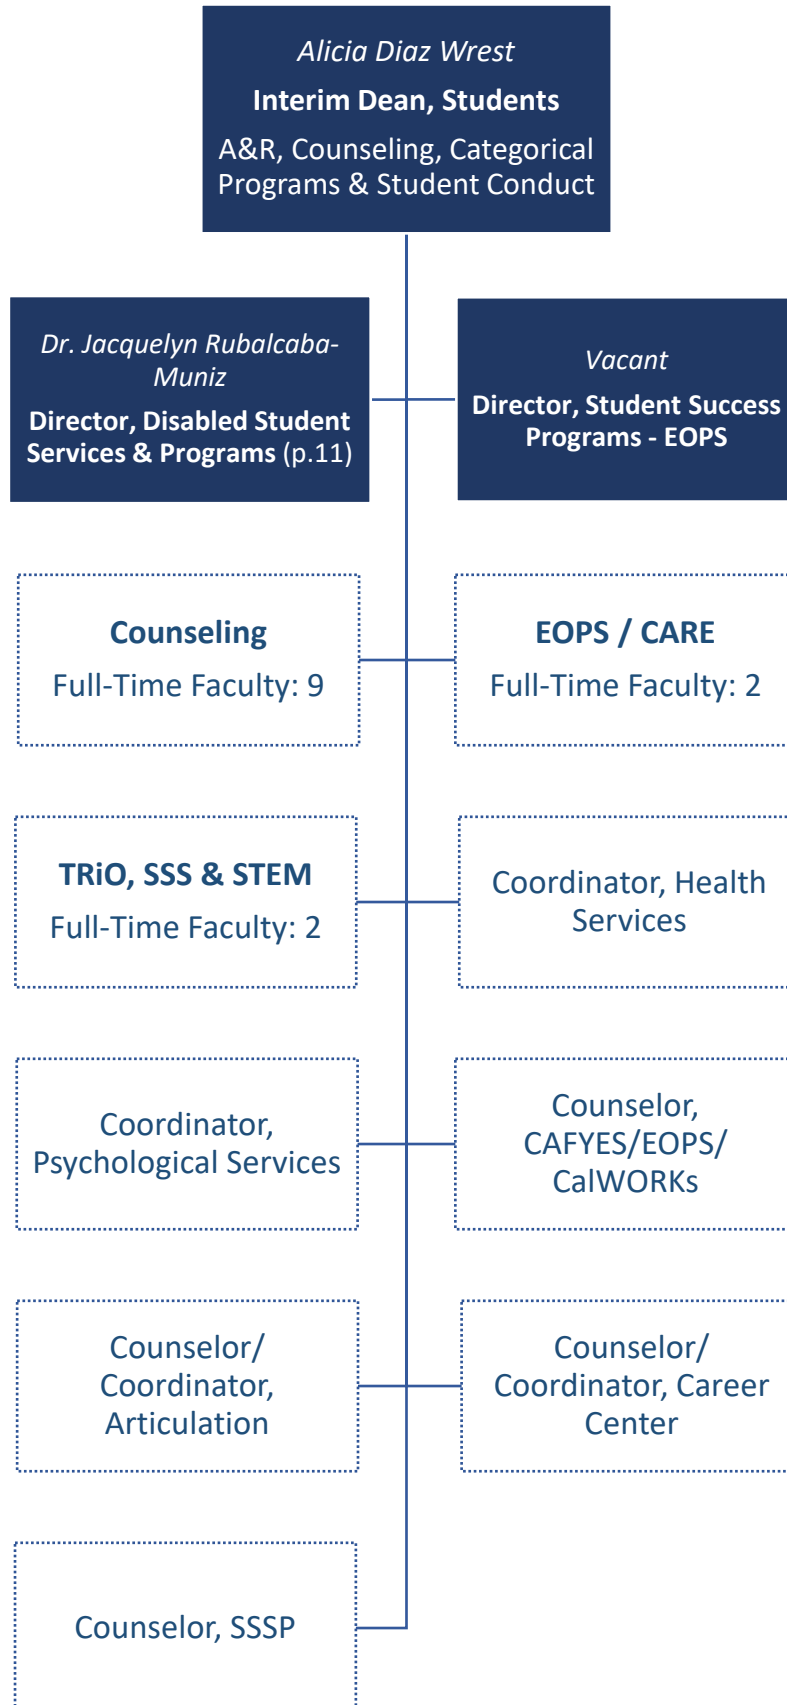 Alicia Diaz Wrest
Interim Dean, Students
A&R, Counseling, Categorical
Programs & Student Conduct
Dr. Jacquelyn Rubalcaba-
Muniz
Director, Disabled Student
Services & Programs (p.11)
Vacant
Director, Student Success
Programs - EOPS
Counseling
Full-Time Faculty: 9
EOPS / CARE
Full-Time Faculty: 2
TRiO, SSS & STEM
Full-Time Faculty: 2
Coordinator, Health
Services
Coordinator,
Psychological Services
Counselor,
CAFYES/EOPS/
CalWORKs
Counselor/
Coordinator,
Articulation
Counselor/
Coordinator, Career
Center
Counselor, SSSP